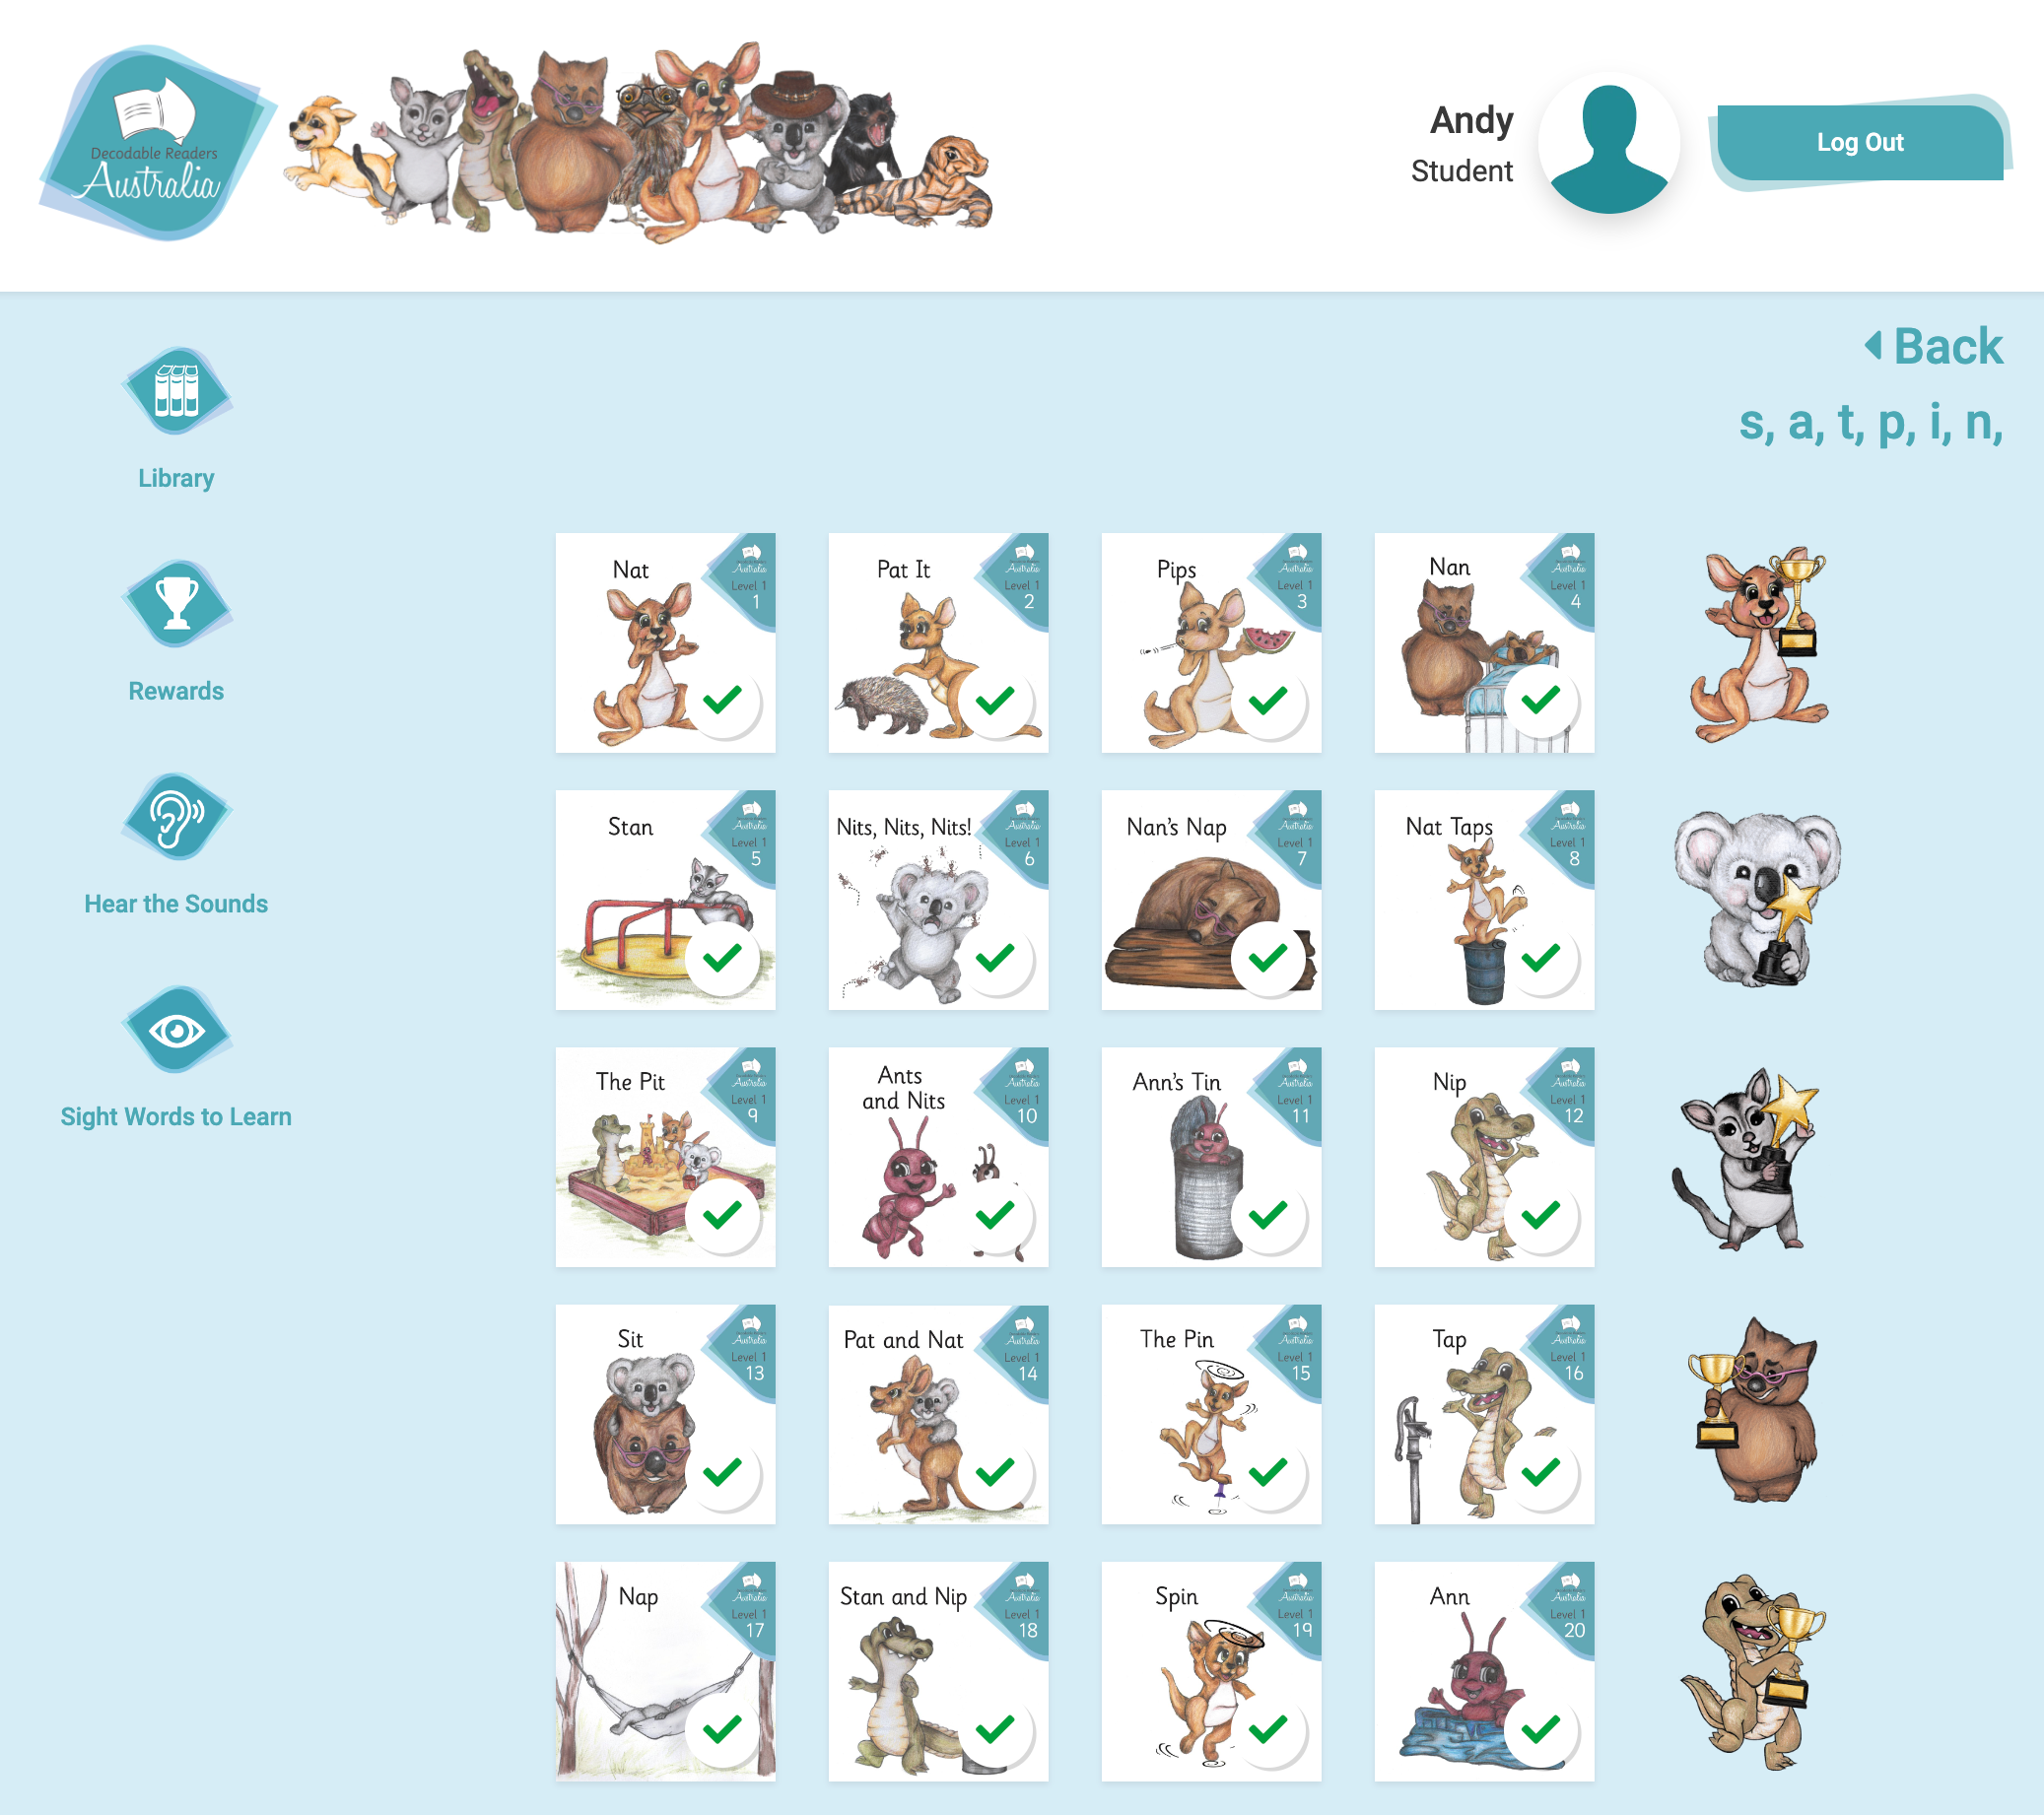 Decodable Readers
Australia
Andy
Student
Log Out
Back
s, a, t, p, i, n,
Library
Rewards
Hear the Sounds
Sight Words to Learn
Nat
Australia
Level 1
1
Pat It
Australia
Level 1
2
Pips
Australia
Level 1
3
Nan
Australia
Level 1
4
Stan
Australia
Level 1
5
Nits, Nits, Nits!
Australia
Level 1
6
Nan's Nap
Australia
Level 1
7
Nat Taps
Australia
Level 1
8
The Pit
Australia
Level 1
9
Ants
and Nits
Australia
Level 1
10
Ann's Tin
Australia
Level 1
11
Nip
Australia
Level 1
12
Sit
Australia
Level 1
13
Pat and Nat
Australia
Level 1
14
The Pin
Australia
Level 1
15
Tap
Australia
Level 1
16
Nap
Australia
Level 1
17
Stan and Nip
Australia
Level 1
18
Spin
Australia
Level 1
19
Ann
Australia
Level 1
20